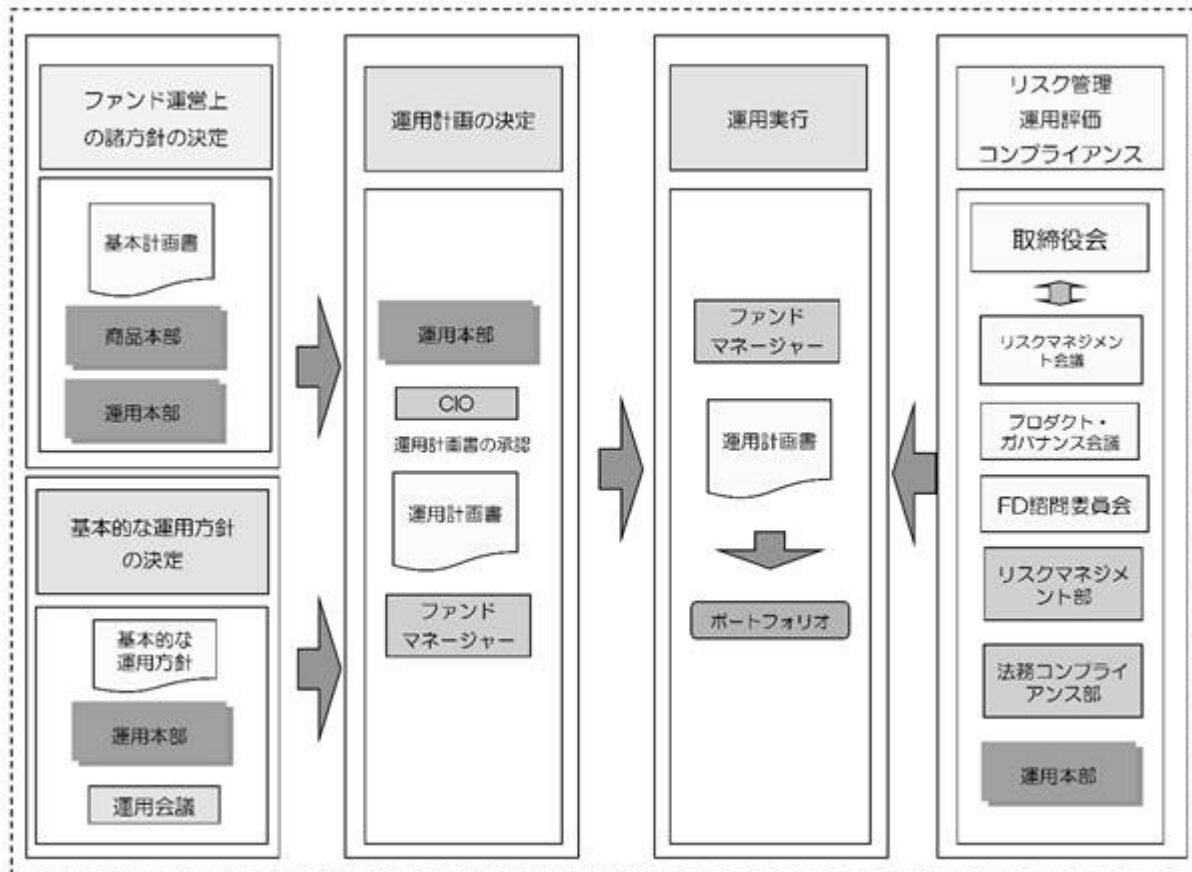 ファンド運営上
の諸方針の決定
基本計画書
商品本部
運用本部
基本的な運用方針
の決定
基本的な
運用方針
運用本部
運用会議
運用計画の決定
運用本部
CIO
運用計画書の承認
運用計画書
ファンド
マネージャー
運用実行
ファンド
マネージャー
運用計画書
ポートフォリオ
リスク管理
運用評価
コンプライアンス
取締役会
リスクマネジメン
ト会議
プロダクト・
ガバナンス会議
FD諮問委員会
リスクマネジメ
ント部
法務コンプライ
アンス部
運用本部